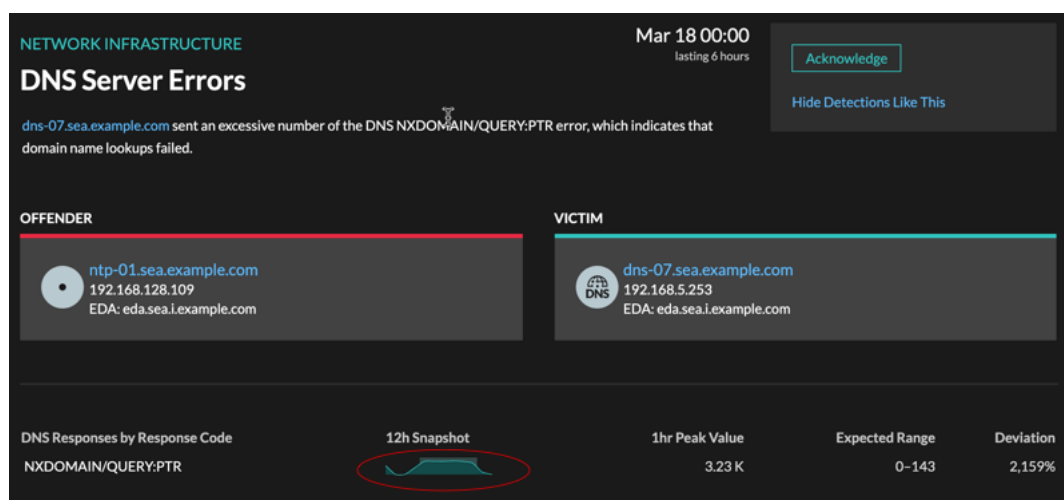 NETWORK INFRASTRUCTURE
Mar 18 00:00
lasting 6 hours
Acknowledge
DNS Server Errors
Hide Detections Like This
dns-07.sea.example.com sent an excessive number of the DNS NXDOMAIN/QUERY:PTR error, which indicates that
domain name lookups failed.
OFFENDER
ntp-01.sea.example.com
192.168.128.109
EDA: eda.sea.i.example.com
VICTIM
DNS
dns-07.sea.example.com
192.168.5.253
EDA: eda.sea.i.example.com
DNS Responses by Response Code 12h Snapshot 1hr Peak Value Expected Range Deviation
NXDOMAIN/QUERY:PTR 3.23 K 0–143 2,159%